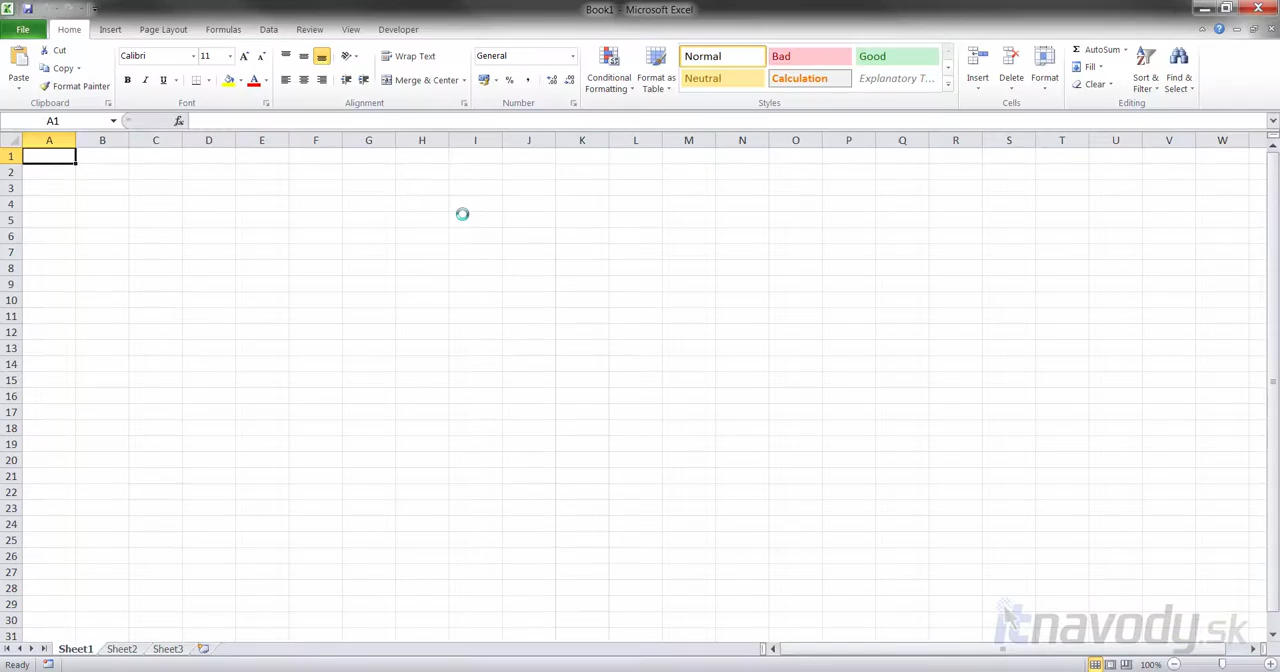 Book1 - Microsoft Excel
File Home Insert Page Layout Formulas Data Review View Developer
Paste
Cut
Copy
Format Painter
Clipboard
Calibri 11
B I U
A A
Font
Wrap Text
Merge & Center
Alignment
General
% ,
Number
Conditional Formatting
Format as Table
Normal Bad Good
Neutral Calculation Explanatory T...
Styles
Insert Delete Format
Cells
Σ AutoSum
Fill
Clear
Sort & Filter
Find & Select
Editing
A1 fx
A B C D E F G H I J K L M N O P Q R S T U V W
1
2
3
4
5
6
7
8
9
10
11
12
13
14
15
16
17
18
19
20
21
22
23
24
25
26
27
28
29
30
31
itnavody.sk
Sheet1 Sheet2 Sheet3
Ready 100%